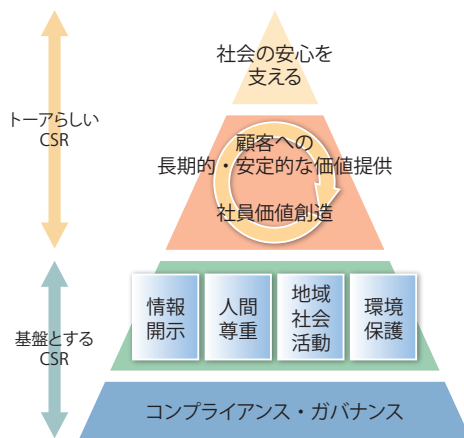 社会の安心を
支える
トーアらしい
CSR
顧客への
長期的・安定的な価値提供
社員価値創造
基盤とする
CSR
情報
開示
人間
尊重
地域
社会
活動
環境
保護
コンプライアンス・ガバナンス